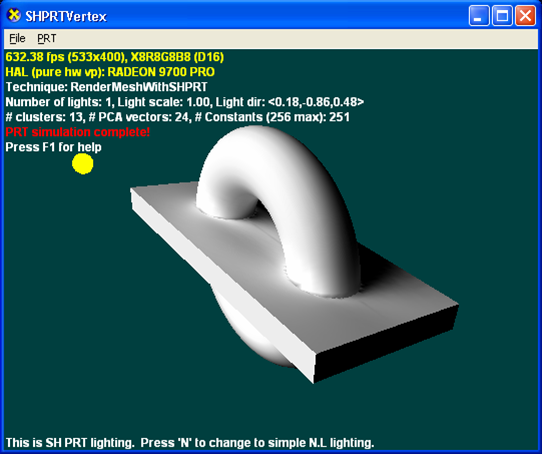 SHPRTVertex
File PRT
632.38 fps (533x400), X8R8G8B8 (D16)
HAL (pure hw vp): RADEON 9700 PRO
Technique: RenderMeshWithSHPRT
Number of lights: 1, Light scale: 1.00, Light dir: <0.18,-0.86,0.48>
# clusters: 13, # PCA vectors: 24, # Constants (256 max): 251
PRT simulation complete!
Press F1 for help
This is SH PRT lighting.  Press 'N' to change to simple N.L lighting.